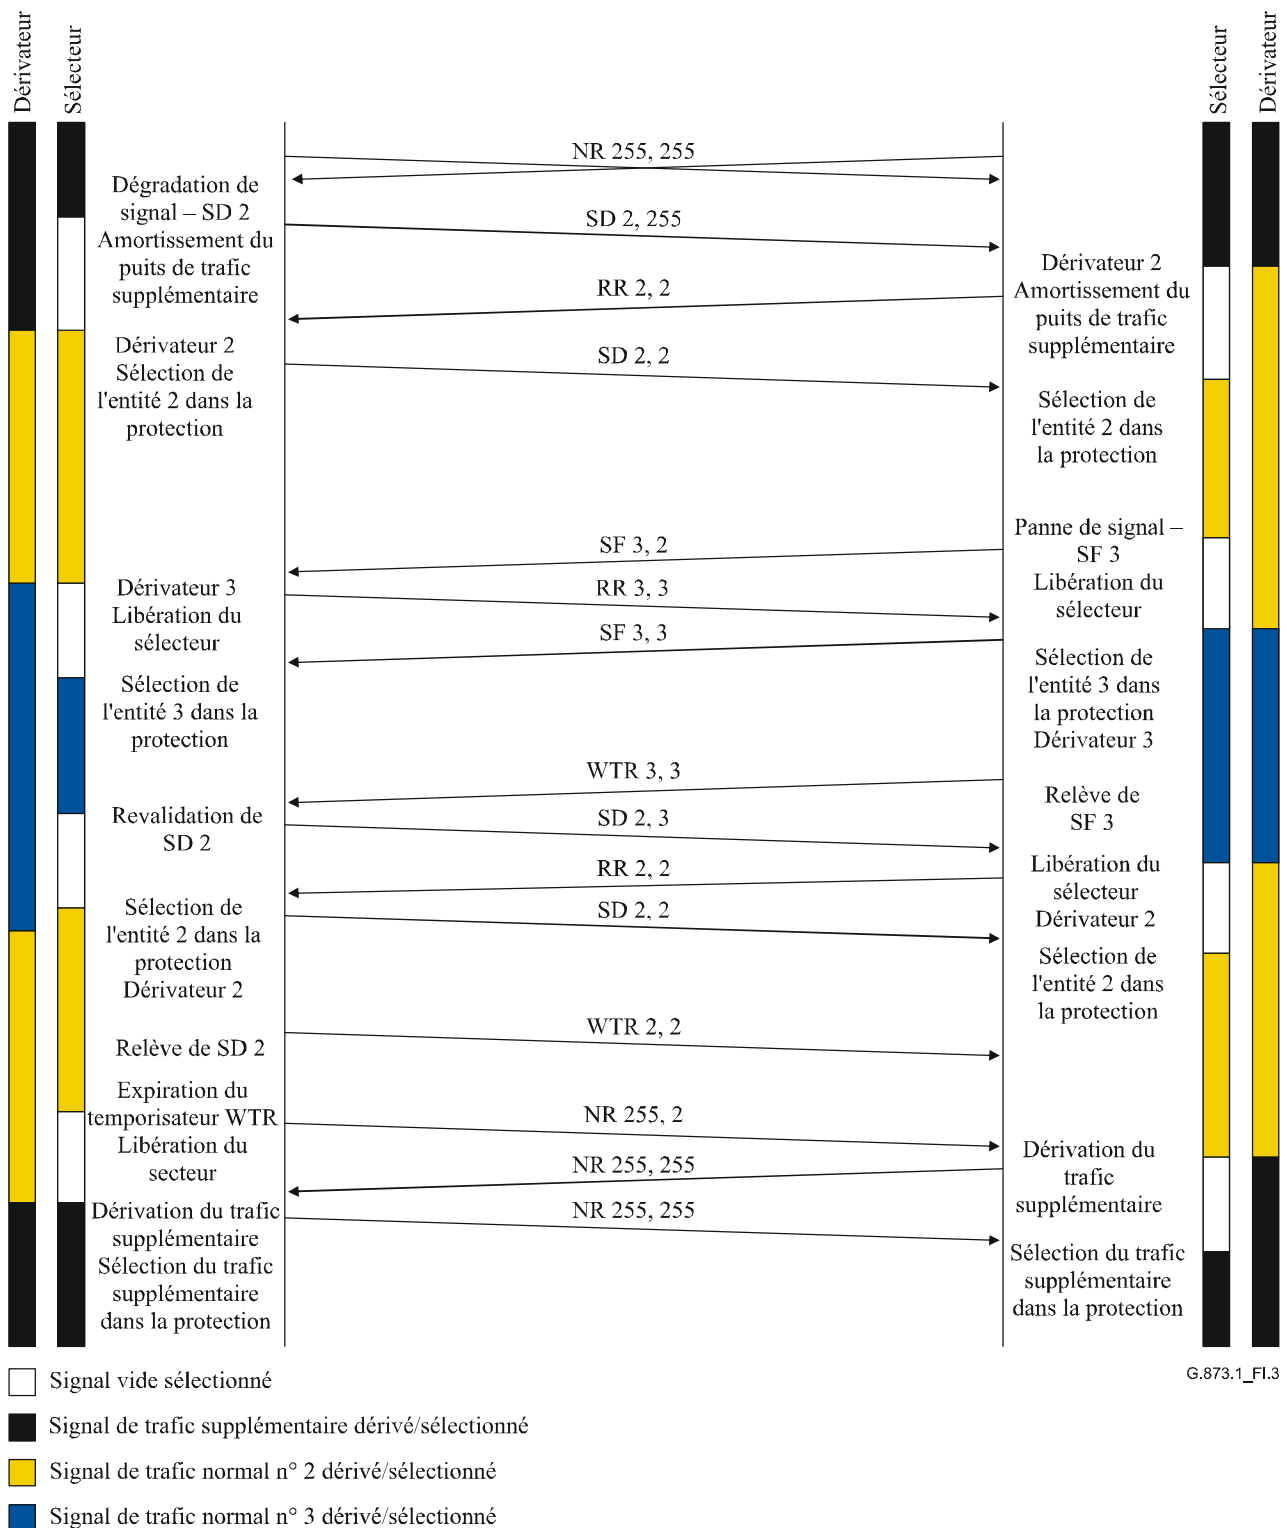 Dérivateur
Sélecteur
Sélecteur
Dérivateur
NR 255, 255
Dégradation de
signal – SD 2
Amortissement du
puits de trafic
supplémentaire
SD 2, 255
Dérivateur 2
Amortissement du
puits de trafic
supplémentaire
RR 2, 2
Dérivateur 2
Sélection de
l'entité 2 dans la
protection
SD 2, 2
Sélection de
l'entité 2 dans
la protection
Panne de signal –
SF 3
Libération du
sélecteur
SF 3, 2
Dérivateur 3
Libération du
sélecteur
RR 3, 3
SF 3, 3
Sélection de
l'entité 3 dans
la protection
Dérivateur 3
Sélection de
l'entité 3 dans la
protection
WTR 3, 3
Relève de
SF 3
Revalidation de
SD 2
SD 2, 3
RR 2, 2
Libération du
sélecteur
Dérivateur 2
Sélection de
l'entité 2 dans la
protection
Dérivateur 2
SD 2, 2
Sélection de
l'entité 2 dans
la protection
WTR 2, 2
Relève de SD 2
Expiration du
temporisateur WTR
Libération du
secteur
NR 255, 2
Dérivation du
trafic
supplémentaire
NR 255, 255
Dérivation du trafic
supplémentaire
Sélection du trafic
supplémentaire
dans la protection
NR 255, 255
Sélection du trafic
supplémentaire
dans la protection
G.873.1_FI.3
Signal vide sélectionné
Signal de trafic supplémentaire dérivé/sélectionné
Signal de trafic normal n° 2 dérivé/sélectionné
Signal de trafic normal n° 3 dérivé/sélectionné